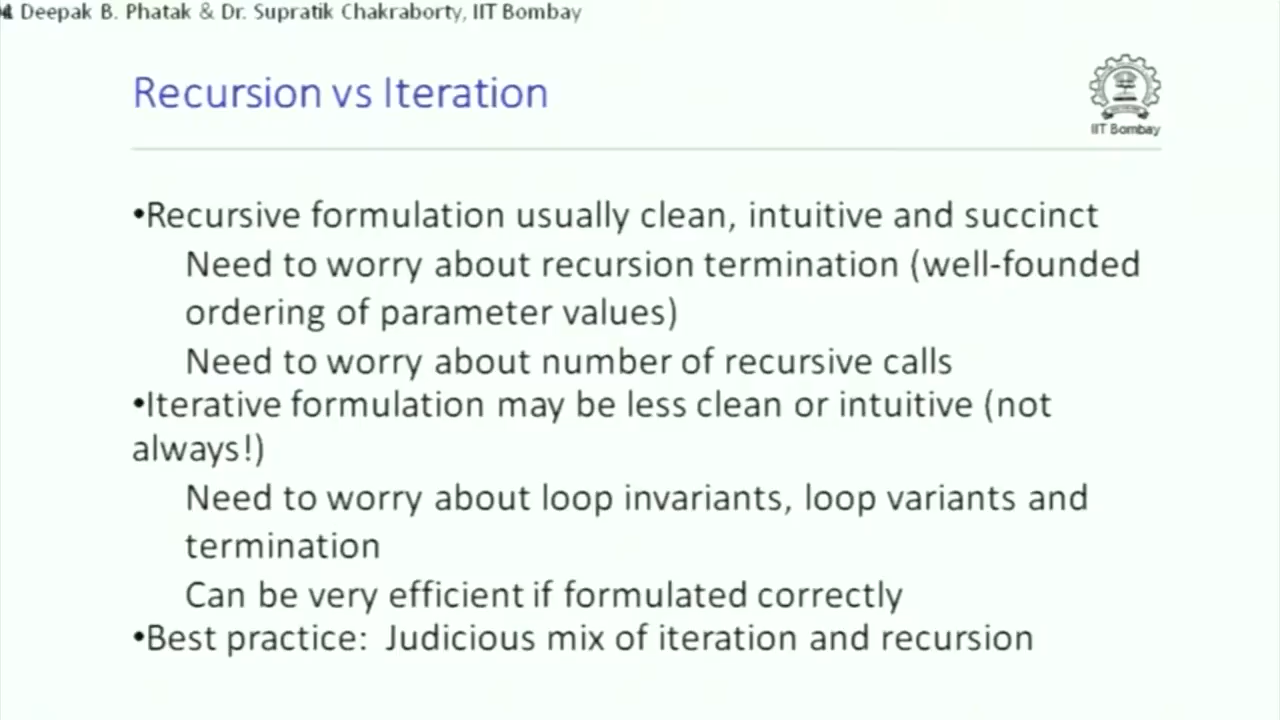 Deepak B. Phatak & Dr. Supratik Chakraborty, IIT Bombay
Recursion vs Iteration
IIT Bombay
•Recursive formulation usually clean, intuitive and succinct
Need to worry about recursion termination (well-founded
ordering of parameter values)
Need to worry about number of recursive calls
•Iterative formulation may be less clean or intuitive (not
always!)
Need to worry about loop invariants, loop variants and
termination
Can be very efficient if formulated correctly
•Best practice: Judicious mix of iteration and recursion